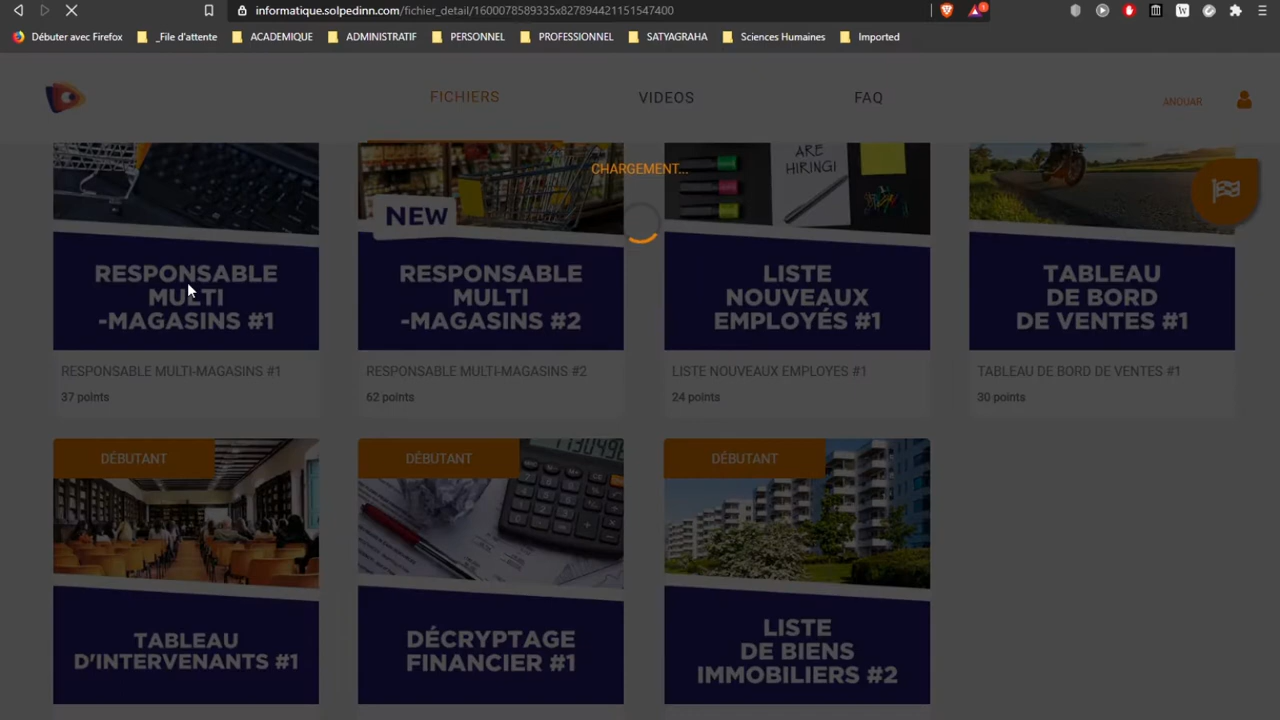 informatique.solpedinn.com/fichier_detail/1600078589335x827894421151547400
1
Débuter avec Firefox
_File d'attente
ACADEMIQUE
ADMINISTRATIF
PERSONNEL
PROFESSIONNEL
SATYAGRAHA
Sciences Humaines
Imported
FICHIERS
VIDEOS
FAQ
ANOUAR
CHARGEMENT...
NEW
ARE
HIRING!
RESPONSABLE
MULTI
-MAGASINS #1
RESPONSABLE
MULTI
-MAGASINS #2
LISTE
NOUVEAUX
EMPLOYÉS #1
TABLEAU
DE BORD
DE VENTES #1
RESPONSABLE MULTI-MAGASINS #1
RESPONSABLE MULTI-MAGASINS #2
LISTE NOUVEAUX EMPLOYES #1
TABLEAU DE BORD DE VENTES #1
37 points
62 points
24 points
30 points
DÉBUTANT
DÉBUTANT
DÉBUTANT
TABLEAU
D'INTERVENANTS #1
DÉCRYPTAGE
FINANCIER #1
LISTE
DE BIENS
IMMOBILIERS #2